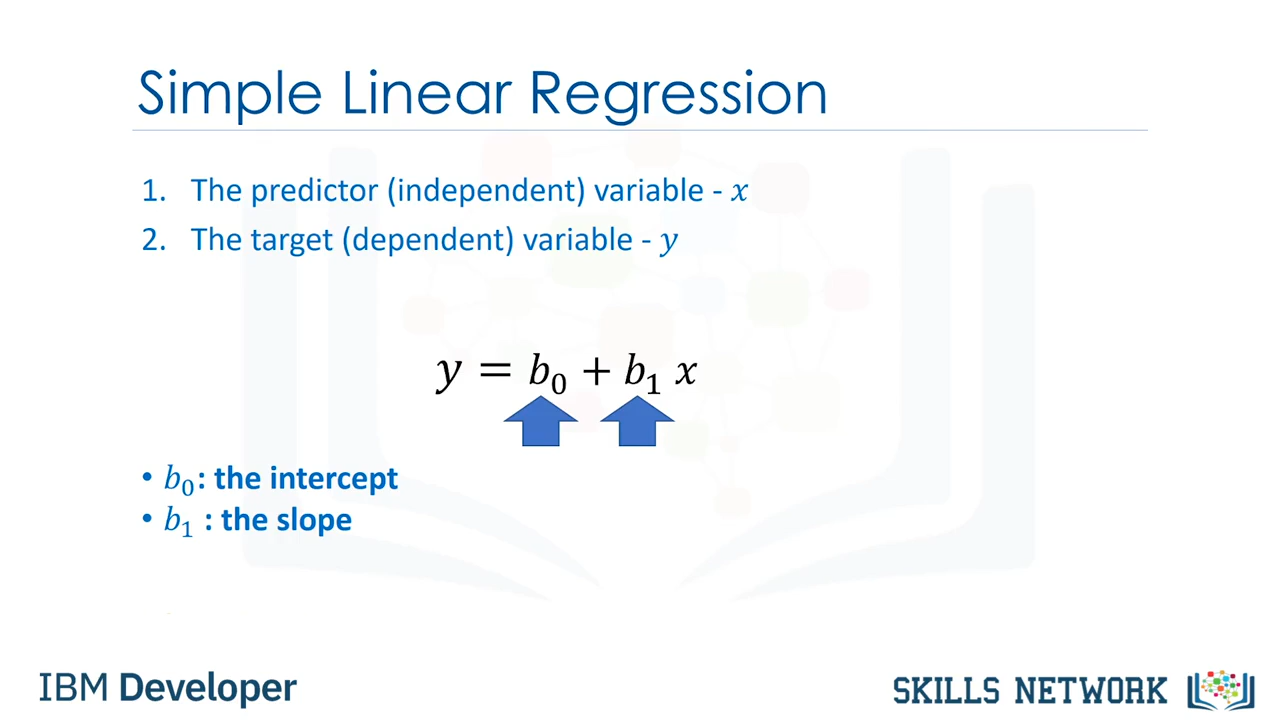 Simple Linear Regression
1. The predictor (independent) variable - x
2. The target (dependent) variable - y
y = b₀ + b₁ x
• b₀: the intercept
• b₁ : the slope
IBM Developer
SKILLS NETWORK